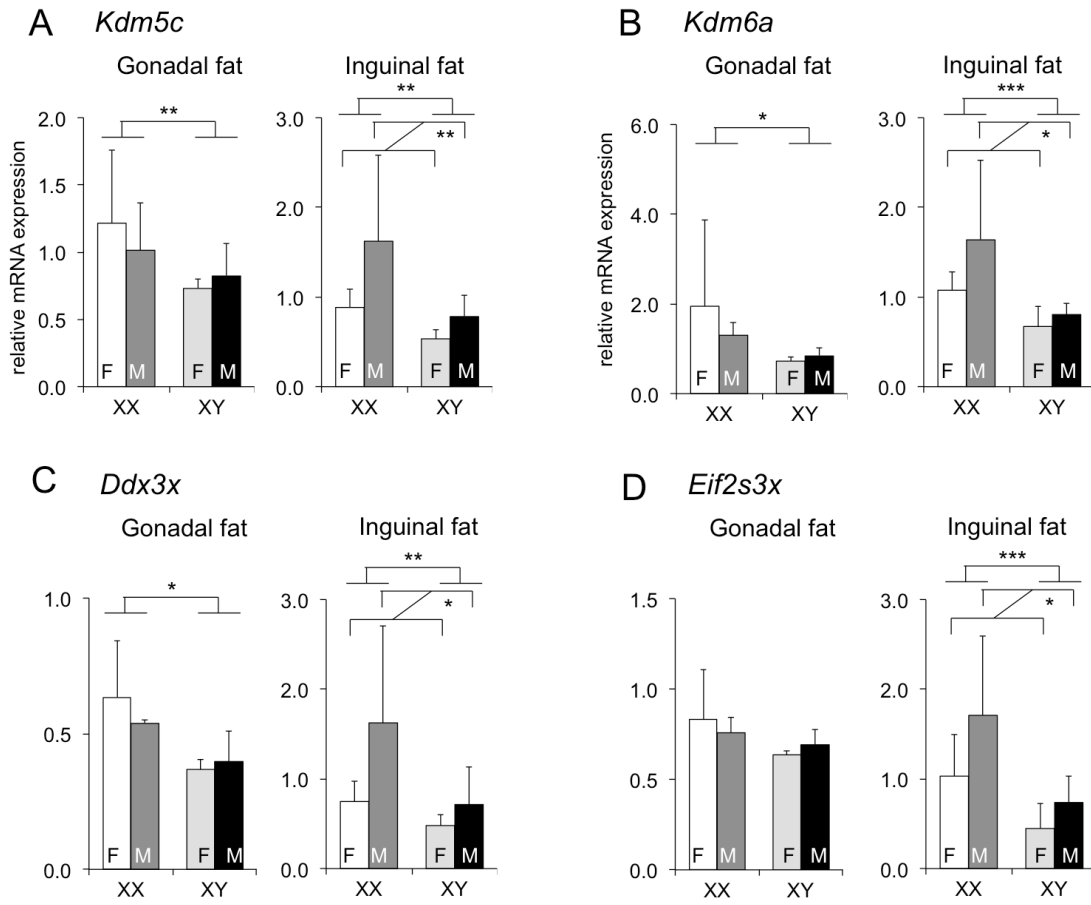 A Kdm5c
Gonadal fat
Inguinal fat
relative mRNA expression
2.0
1.5
1.0
0.5
0.0
**
F M F M
XX XY
3.0
2.0
1.0
0.0
**
**
F M F M
XX XY
B Kdm6a
Gonadal fat
Inguinal fat
relative mRNA expression
6.0
4.0
2.0
0.0
*
F M F M
XX XY
3.0
2.0
1.0
0.0
***
*
F M F M
XX XY
C Ddx3x
Gonadal fat
Inguinal fat
1.0
0.5
0.0
*
F M F M
XX XY
3.0
2.0
1.0
0.0
**
*
F M F M
XX XY
D Eif2s3x
Gonadal fat
Inguinal fat
1.5
1.0
0.5
0.0
F M F M
XX XY
3.0
2.0
1.0
0.0
***
*
F M F M
XX XY